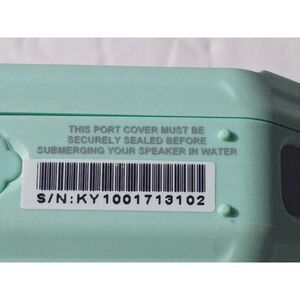 THIS PORT COVER MUST BE
SECURELY SEALED BEFORE
SUBMERGING YOUR SPEAKER IN WATER
S/N:KY1001713102